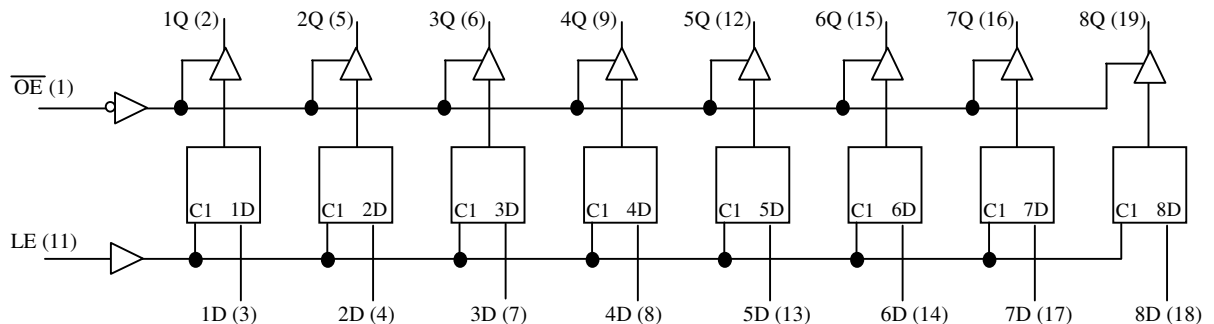 1Q (2) 2Q (5) 3Q (6) 4Q (9) 5Q (12) 6Q (15) 7Q (16) 8Q (19)
O̅E̅ (1)
C1 1D C1 2D C1 3D C1 4D C1 5D C1 6D C1 7D C1 8D
LE (11)
1D (3) 2D (4) 3D (7) 4D (8) 5D (13) 6D (14) 7D (17) 8D (18)